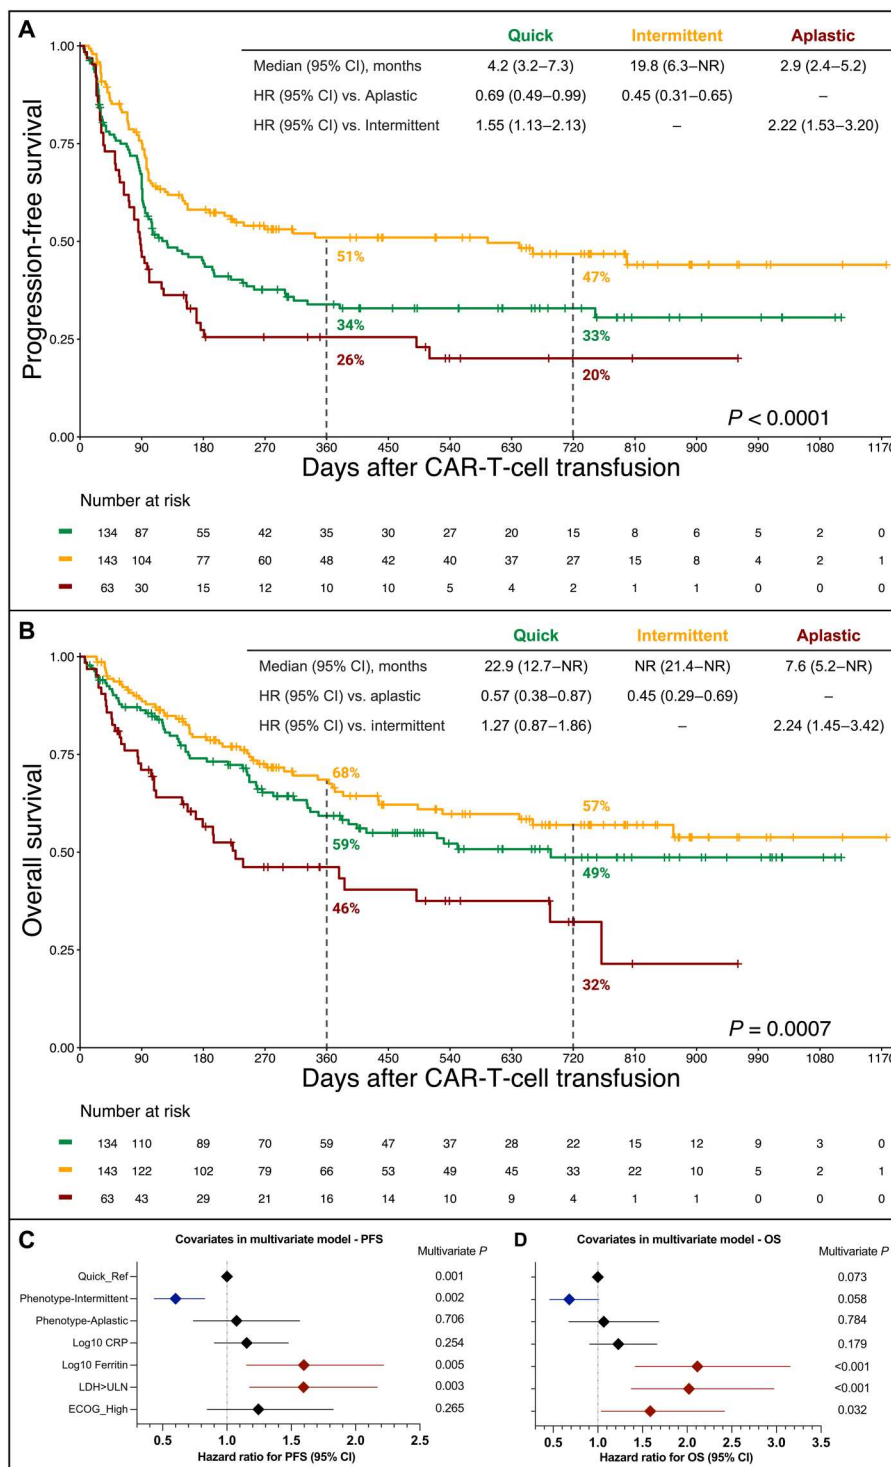 A
Quick Intermittent Aplastic
Median (95% CI), months 4.2 (3.2–7.3) 19.8 (6.3–NR) 2.9 (2.4–5.2)
HR (95% CI) vs. Aplastic 0.69 (0.49–0.99) 0.45 (0.31–0.65) –
HR (95% CI) vs. Intermittent 1.55 (1.13–2.13) – 2.22 (1.53–3.20)
Progression-free survival
1.00
0.75
0.50
0.25
0.00
51% 47%
34% 33%
26% 20%
P < 0.0001
0 90 180 270 360 450 540 630 720 810 900 990 1080 1170
Days after CAR-T-cell transfusion
Number at risk
134 87 55 42 35 30 27 20 15 8 6 5 2 0
143 104 77 60 48 42 40 37 27 15 8 4 2 1
63 30 15 12 10 10 5 4 2 1 1 0 0 0
B
Quick Intermittent Aplastic
Median (95% CI), months 22.9 (12.7–NR) NR (21.4–NR) 7.6 (5.2–NR)
HR (95% CI) vs. aplastic 0.57 (0.38–0.87) 0.45 (0.29–0.69) –
HR (95% CI) vs. intermittent 1.27 (0.87–1.86) – 2.24 (1.45–3.42)
Overall survival
1.00
0.75
0.50
0.25
0.00
68% 57%
59% 49%
46% 32%
P = 0.0007
0 90 180 270 360 450 540 630 720 810 900 990 1080 1170
Days after CAR-T-cell transfusion
Number at risk
134 110 89 70 59 47 37 28 22 15 12 9 3 0
143 122 102 79 66 53 49 45 33 22 10 5 2 1
63 43 29 21 16 14 10 9 4 1 1 0 0 0
C
Covariates in multivariate model - PFS
Multivariate P
Quick_Ref 0.001
Phenotype-Intermittent 0.002
Phenotype-Aplastic 0.706
Log10 CRP 0.254
Log10 Ferritin 0.005
LDH>ULN 0.003
ECOG_High 0.265
0.5 1.0 1.5 2.0 2.5
Hazard ratio for PFS (95% CI)
D
Covariates in multivariate model - OS
Multivariate P
0.073
0.058
0.784
0.179
<0.001
<0.001
0.032
0.5 1.0 1.5 2.0 2.5 3.0 3.5
Hazard ratio for OS (95% CI)